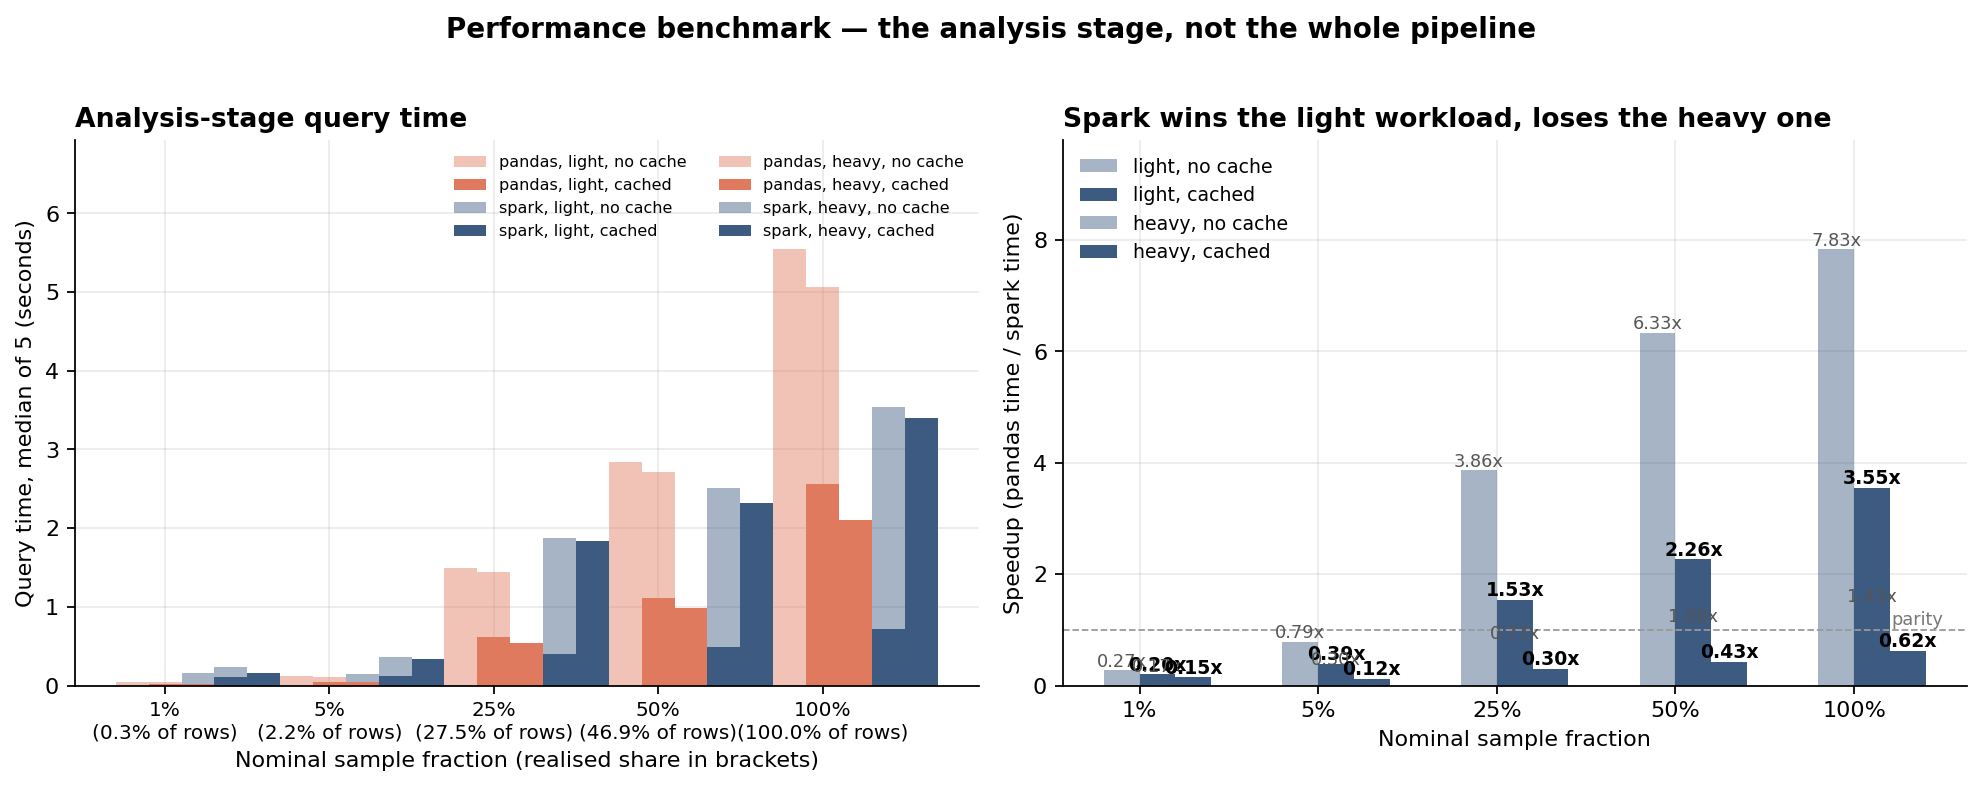 Performance benchmark — the analysis stage, not the whole pipeline
Analysis-stage query time
Query time, median of 5 (seconds)
pandas, light, no cache
pandas, light, cached
spark, light, no cache
spark, light, cached
pandas, heavy, no cache
pandas, heavy, cached
spark, heavy, no cache
spark, heavy, cached
6
5
4
3
2
1
0
1% 5% 25% 50% 100%
(0.3% of rows) (2.2% of rows) (27.5% of rows) (46.9% of rows) (100.0% of rows)
Nominal sample fraction (realised share in brackets)
Spark wins the light workload, loses the heavy one
Speedup (pandas time / spark time)
light, no cache
light, cached
heavy, no cache
heavy, cached
8
6
4
2
0
7.83x
6.33x
3.86x
3.55x
2.26x
1.53x
parity
0.79x
0.62x
0.43x
0.39x
0.30x
0.27x
0.20x
0.15x
0.12x
1% 5% 25% 50% 100%
Nominal sample fraction